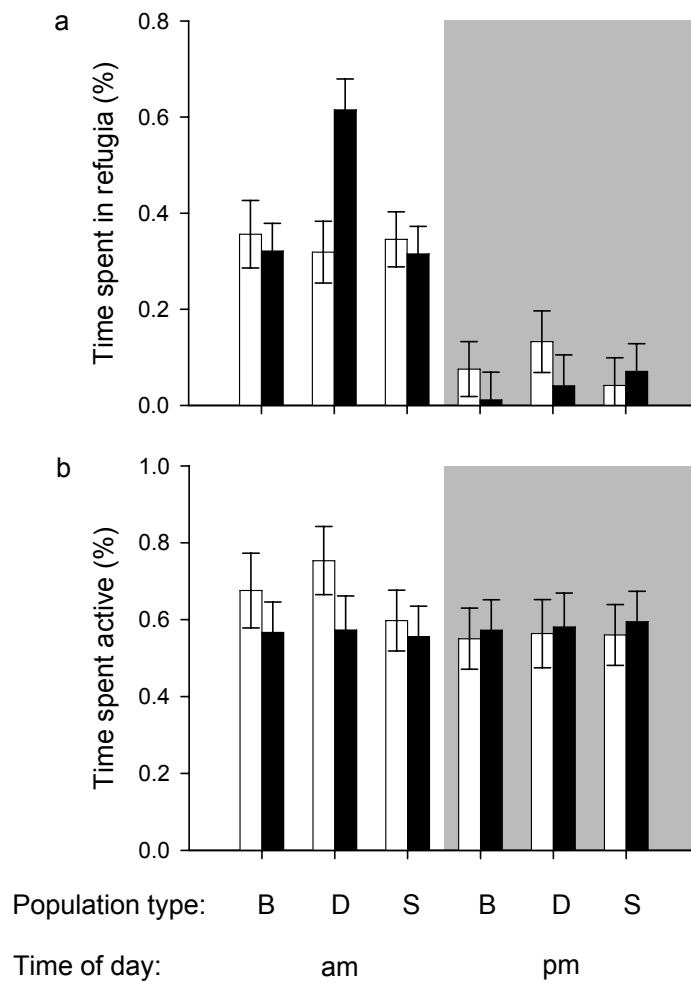 a
Time spent in refugia (%)
0.8
0.6
0.4
0.2
0.0
b
Time spent active (%)
1.0
0.8
0.6
0.4
0.2
0.0
Population type: B D S B D S
Time of day: am pm